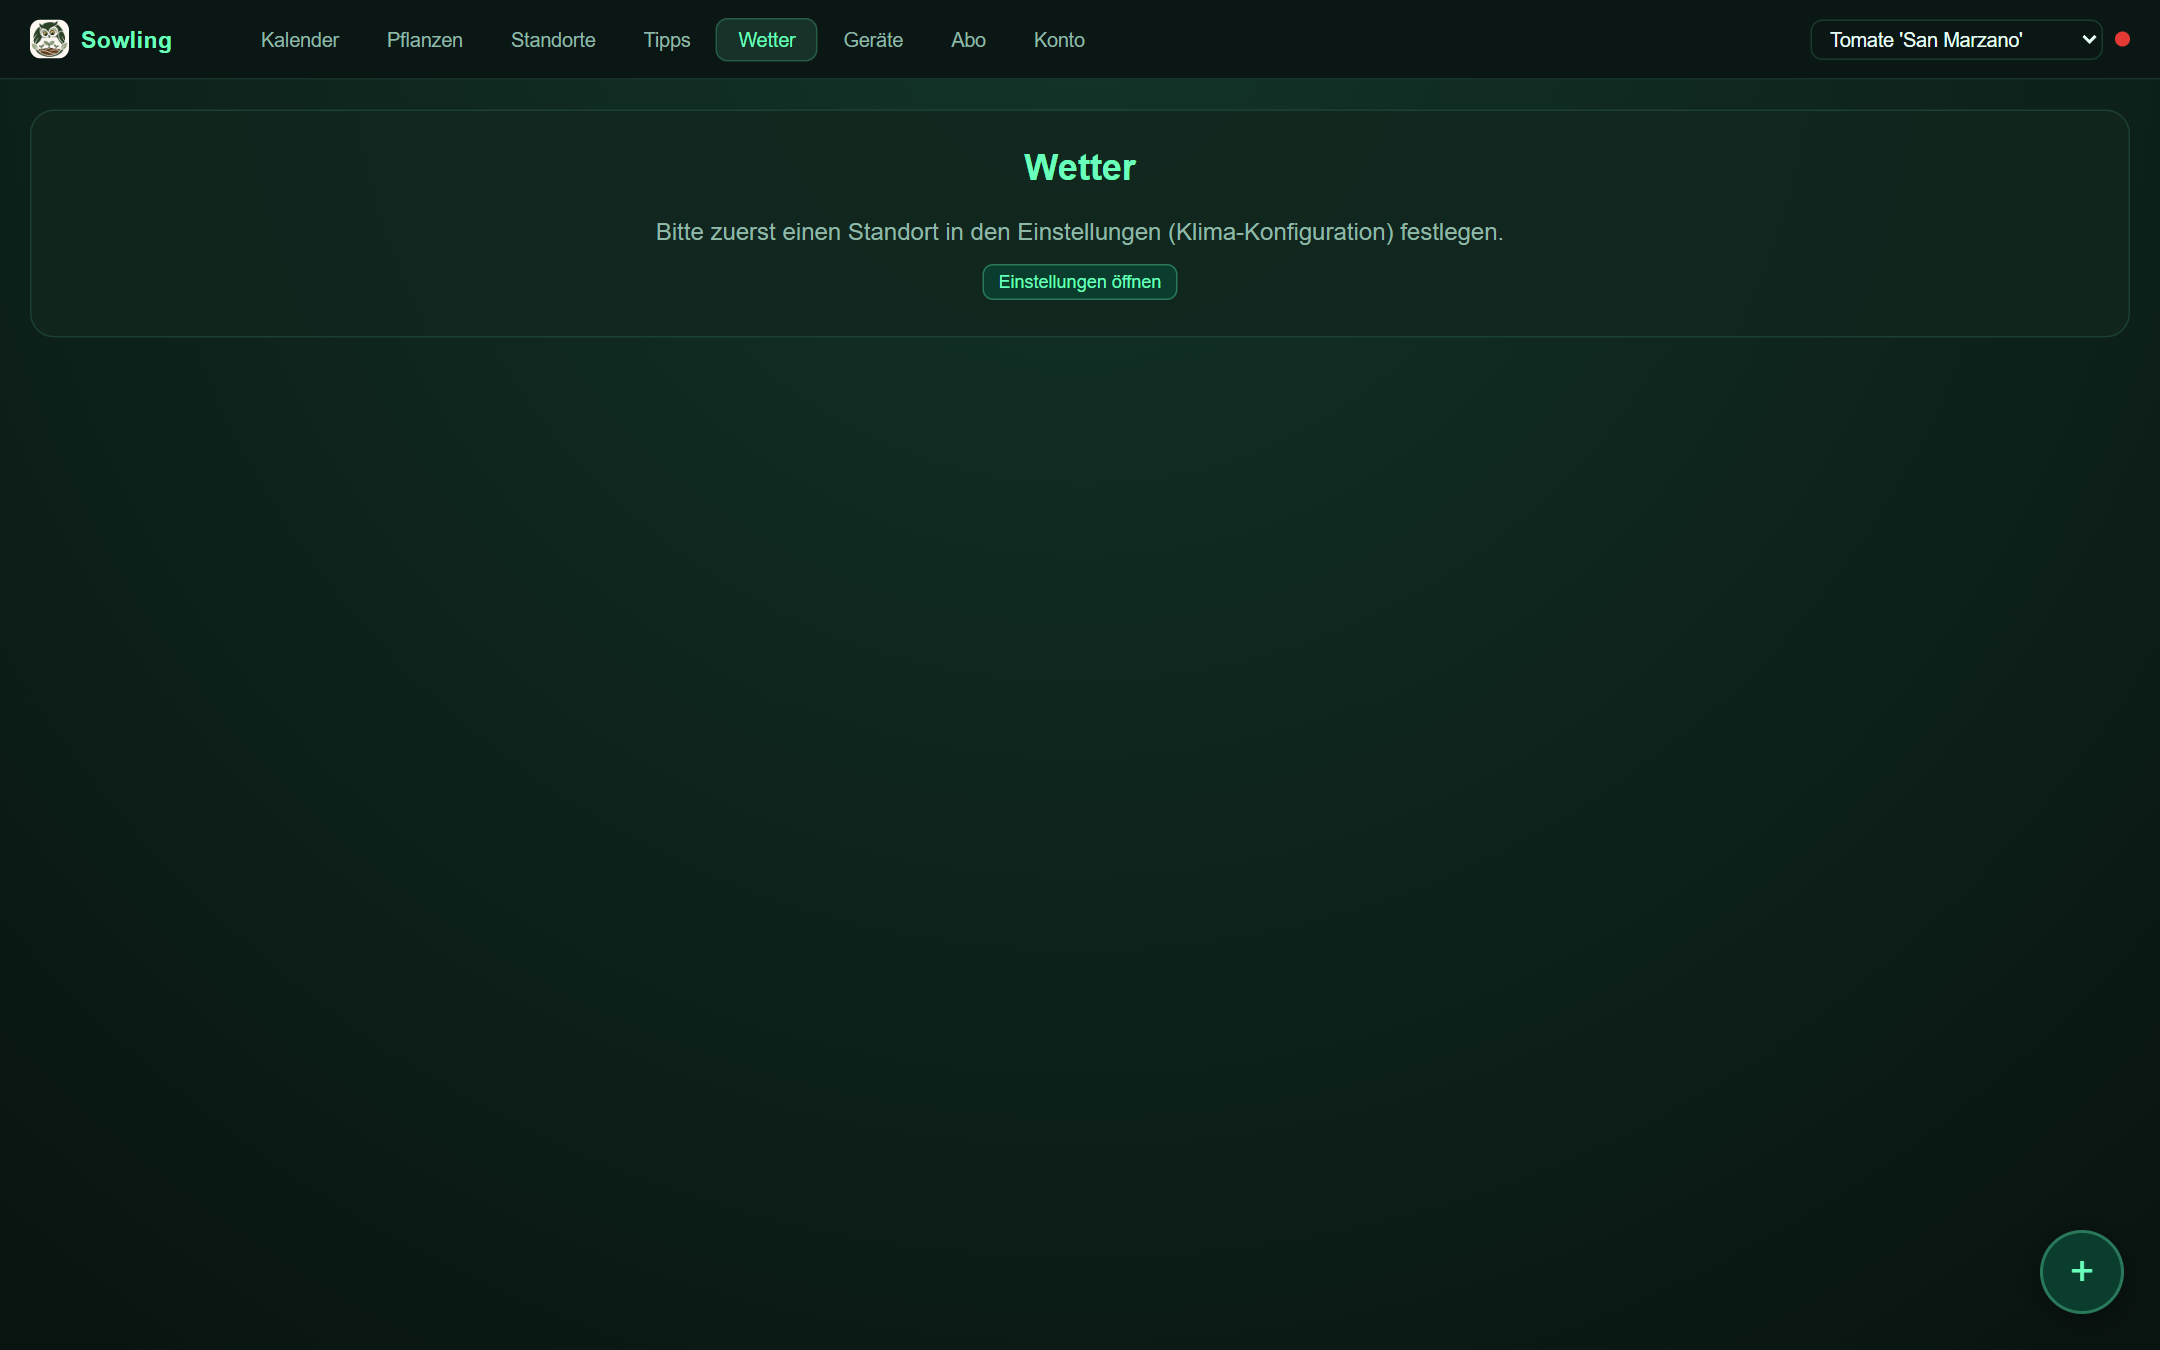 Sowling
Kalender
Pflanzen
Standorte
Tipps
Wetter
Geräte
Abo
Konto
Tomate 'San Marzano'
Wetter
Bitte zuerst einen Standort in den Einstellungen (Klima-Konfiguration) festlegen.
Einstellungen öffnen
+